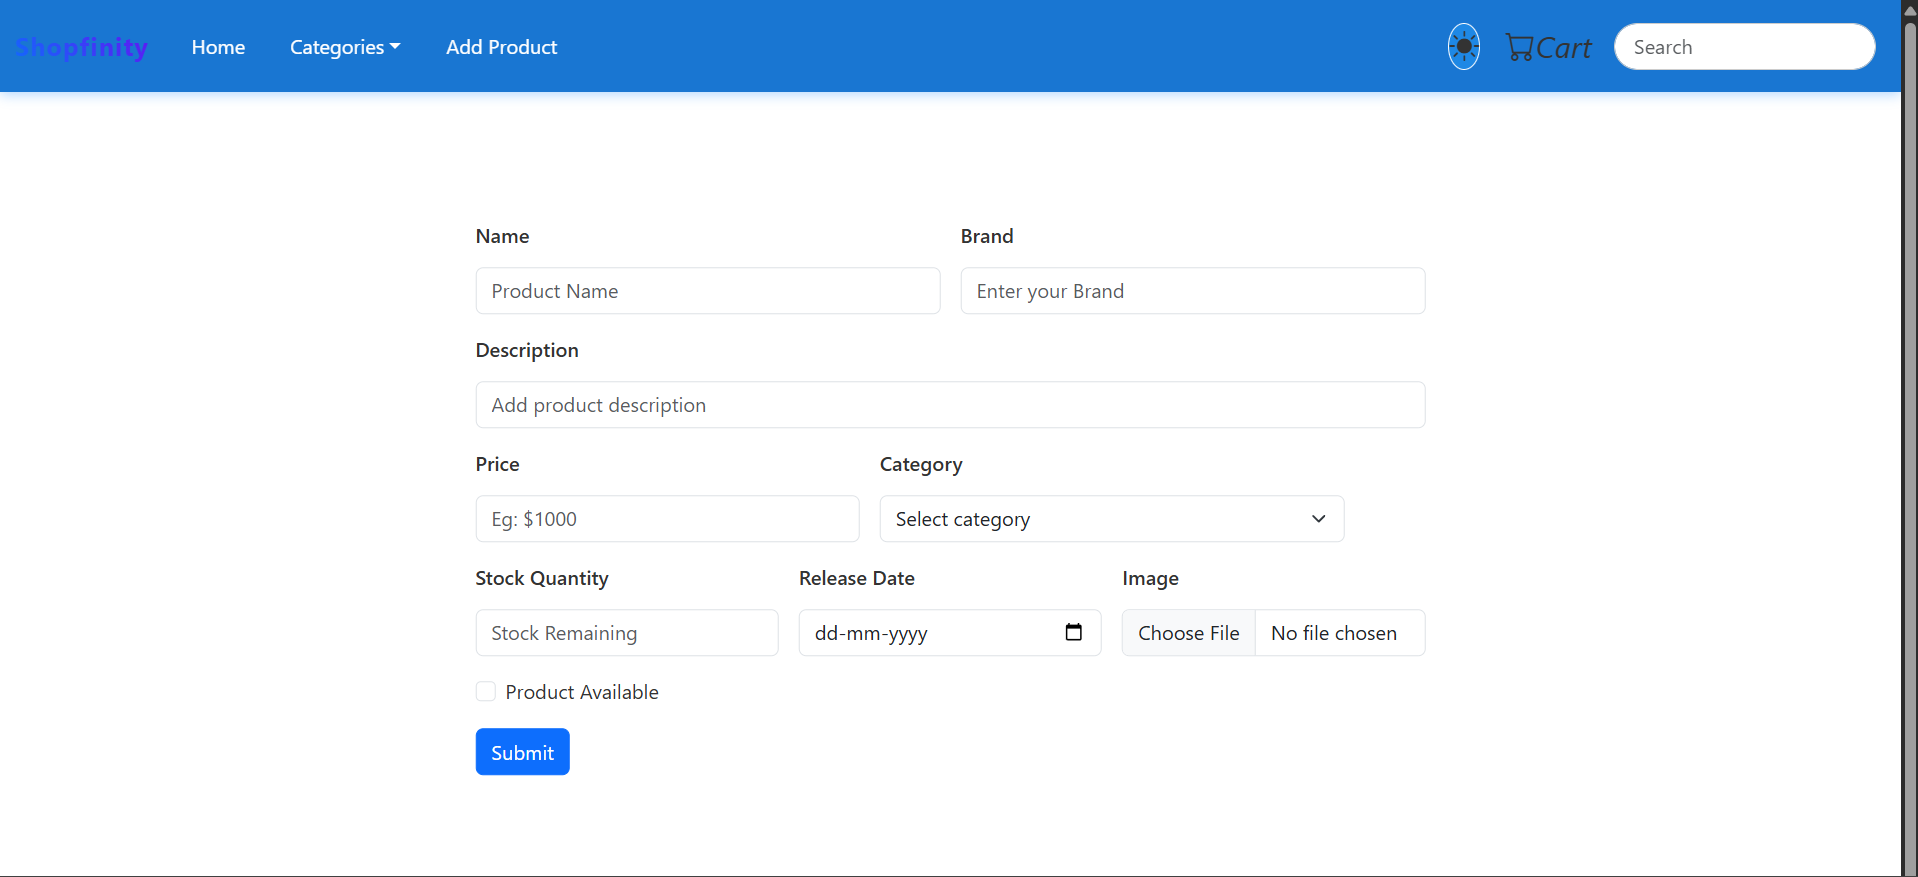 Shopfinity Home Categories Add Product Cart Search
Name Brand
Product Name Enter your Brand
Description
Add product description
Price Category
Eg: $1000 Select category
Stock Quantity Release Date Image
Stock Remaining dd-mm-yyyy Choose File No file chosen
Product Available
Submit